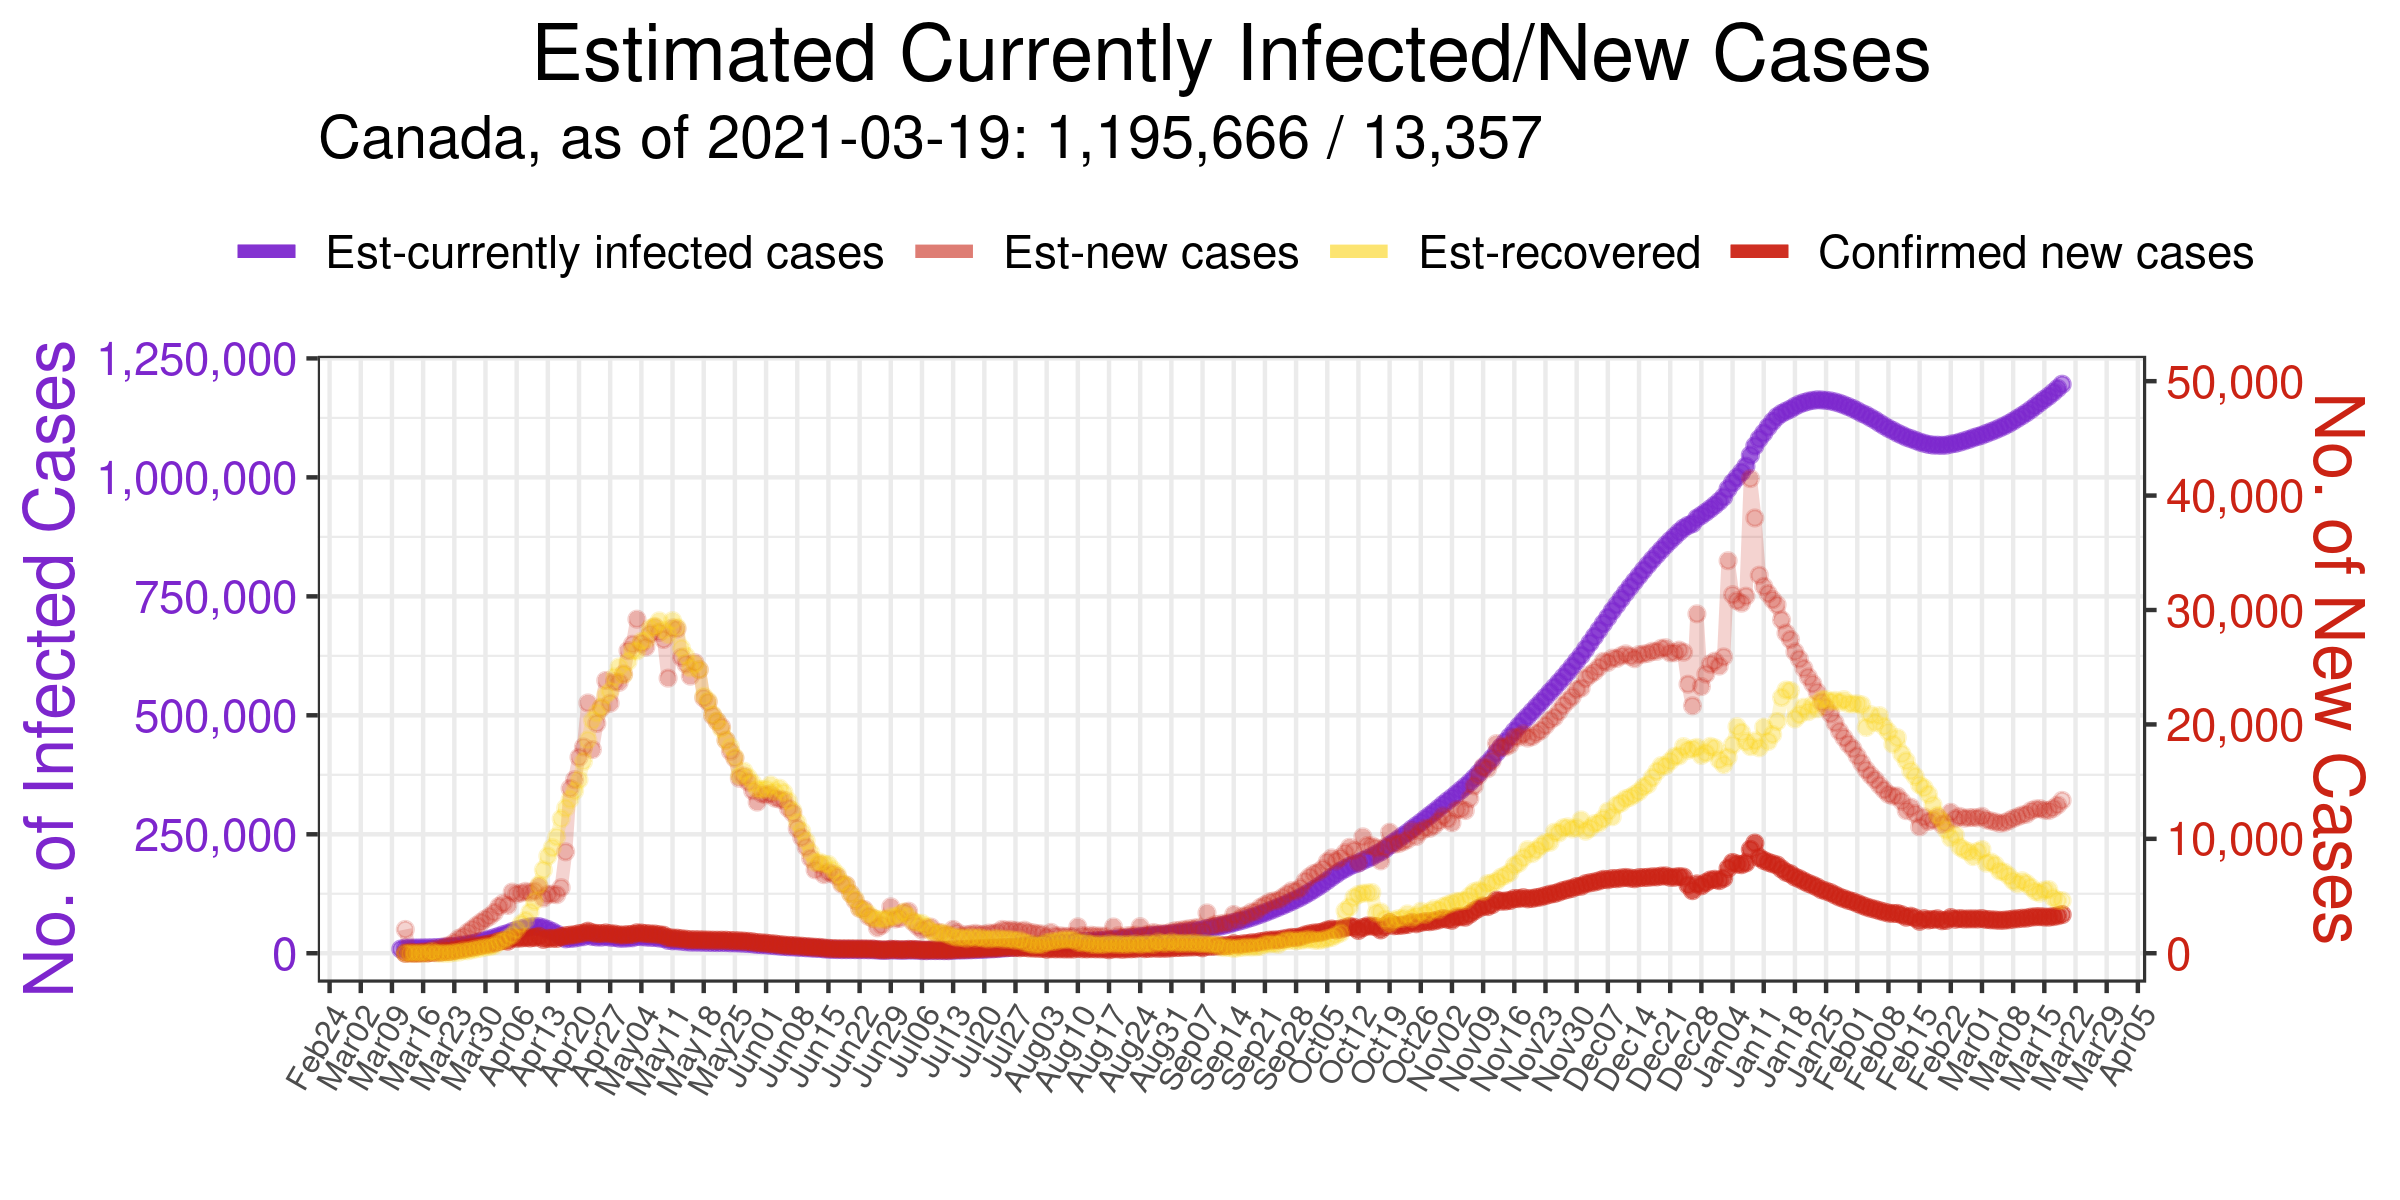 Estimated Currently Infected/New Cases
Canada, as of 2021-03-19: 1,195,666 / 13,357
Est-currently infected cases Est-new cases Est-recovered Confirmed new cases
No. of Infected Cases
1,250,000
1,000,000
750,000
500,000
250,000
0
50,000
40,000
30,000
20,000
10,000
0
No. of New Cases
Feb24
Mar02
Mar09
Mar16
Mar23
Mar30
Apr06
Apr13
Apr20
Apr27
May04
May11
May18
May25
Jun01
Jun08
Jun15
Jun22
Jun29
Jul06
Jul13
Jul20
Jul27
Aug03
Aug10
Aug17
Aug24
Aug31
Sep07
Sep14
Sep21
Sep28
Oct05
Oct12
Oct19
Oct26
Nov02
Nov09
Nov16
Nov23
Nov30
Dec07
Dec14
Dec21
Dec28
Jan04
Jan11
Jan18
Jan25
Feb01
Feb08
Feb15
Feb22
Mar01
Mar08
Mar15
Mar22
Mar29
Apr05